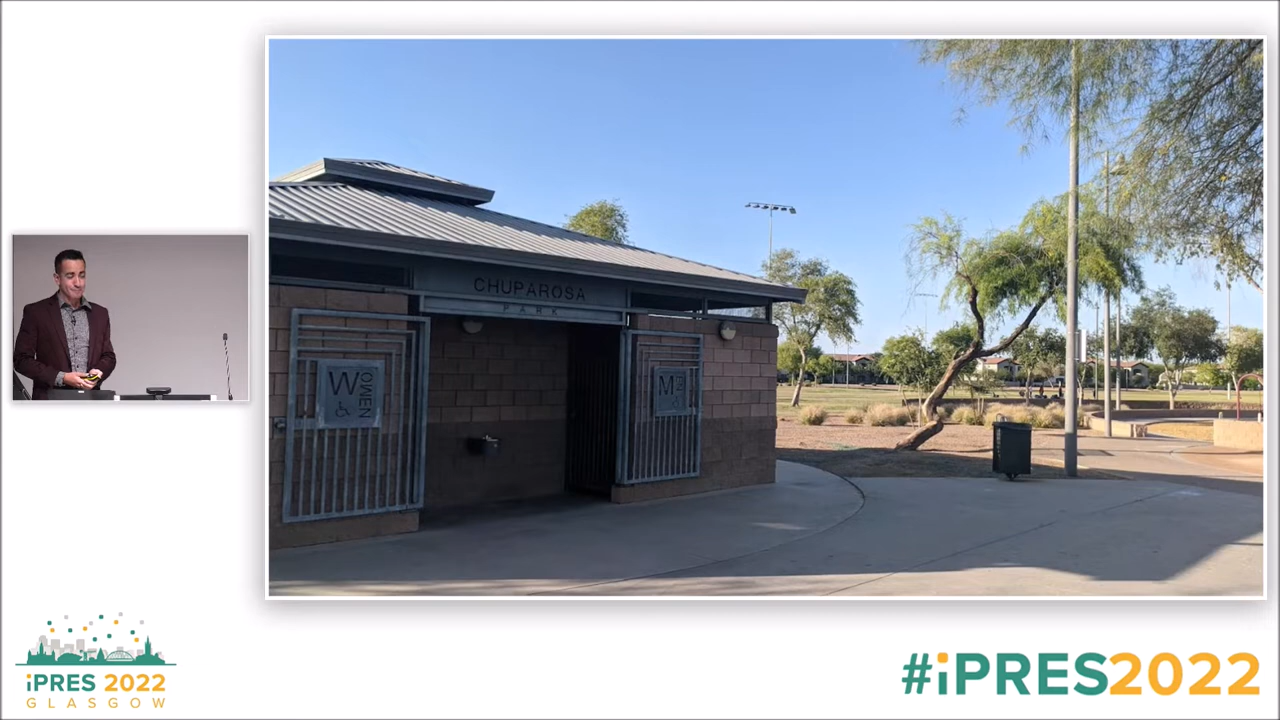 CHUPAROSA
PARK
WOMEN
MEN
iPRES 2022
GLASGOW
#iPRES2022